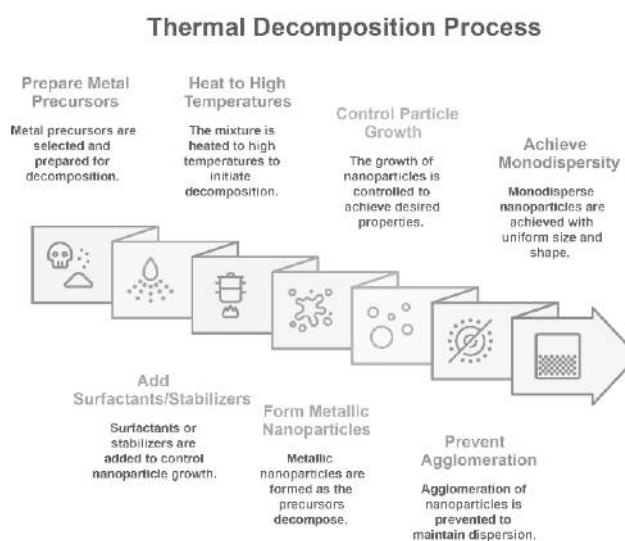 Thermal Decomposition Process
Prepare Metal
Precursors
Metal precursors are
selected and
prepared for
decomposition.
Heat to High
Temperatures
The mixture is
heated to high
temperatures to
initiate
decomposition.
Control Particle
Growth
The growth of
nanoparticles is
controlled to
achieve desired
properties.
Achieve
Monodispersity
Monodisperse
nanoparticles are
achieved with
uniform size and
shape.
Add
Surfactants/Stabilizers
Surfactants or
stabilizers are
added to control
nanoparticle growth.
Form Metallic
Nanoparticles
Metallic
nanoparticles are
formed as the
precursors
decompose.
Prevent
Agglomeration
Agglomeration of
nanoparticles is
prevented to
maintain dispersion.